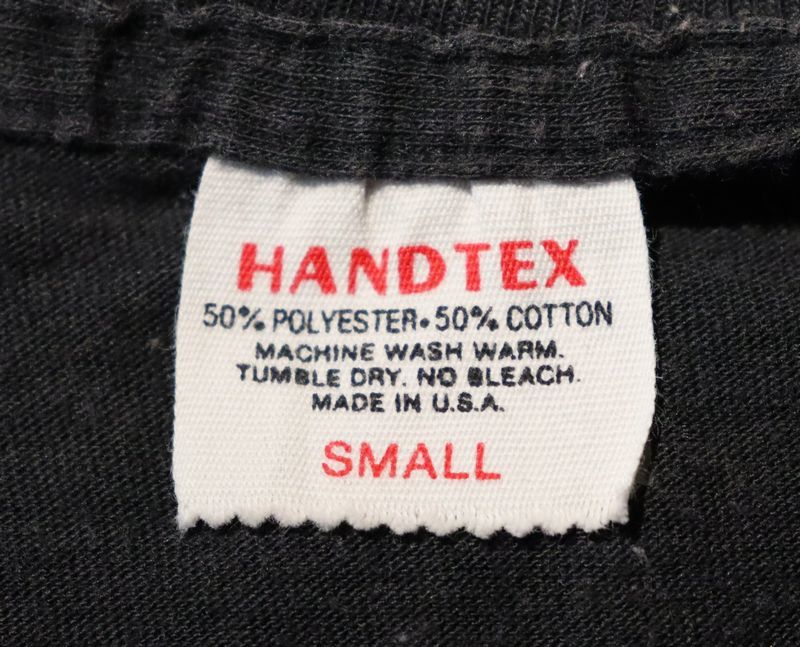 HANDTEX
50% POLYESTER • 50% COTTON
MACHINE WASH WARM.
TUMBLE DRY. NO BLEACH.
MADE IN U.S.A.
SMALL